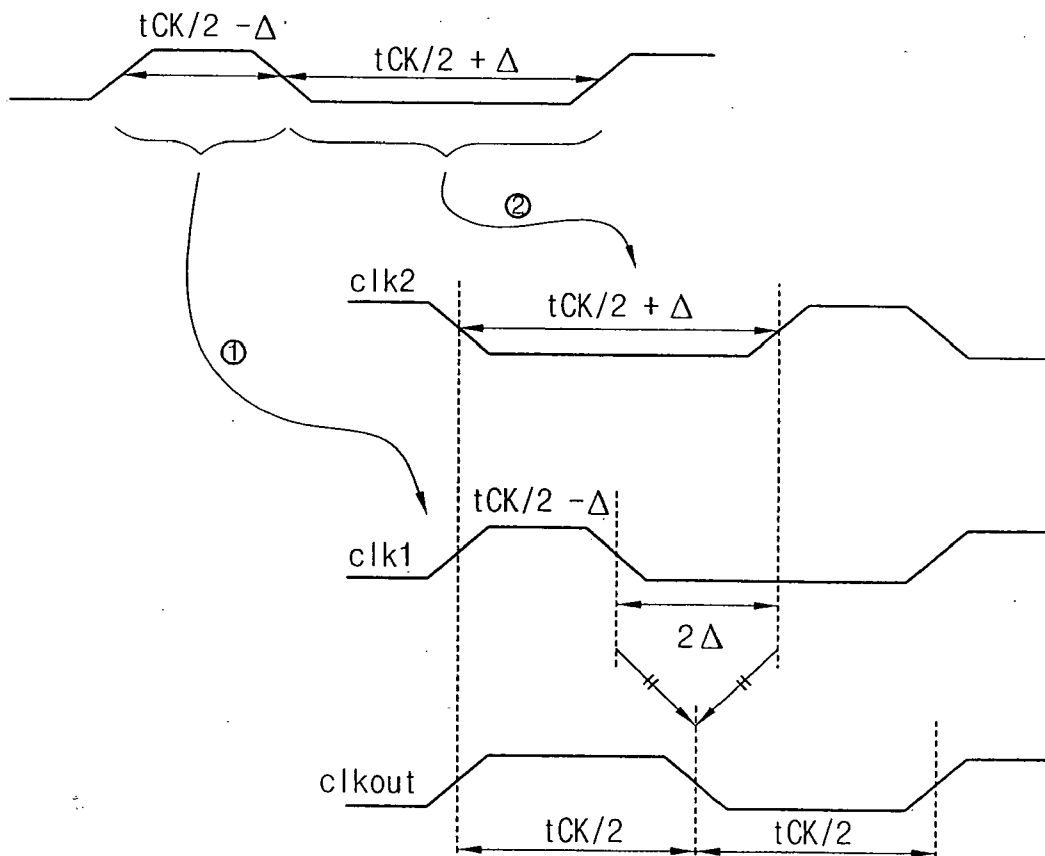 tCK/2 -Δ
tCK/2 + Δ
②
clk2
tCK/2 + Δ
①
tCK/2 -Δ
clk1
2Δ
clkout
tCK/2
tCK/2